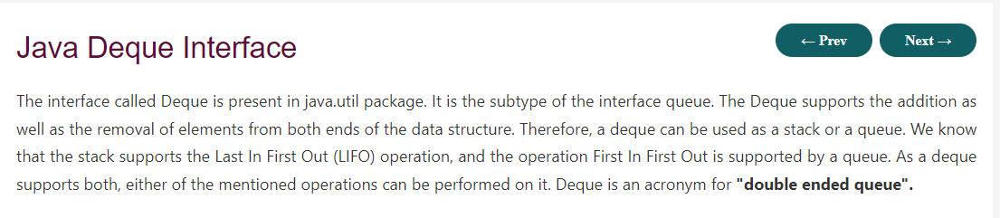 Java Deque Interface
← Prev
Next →
The interface called Deque is present in java.util package. It is the subtype of the interface queue. The Deque supports the addition as
well as the removal of elements from both ends of the data structure. Therefore, a deque can be used as a stack or a queue. We know
that the stack supports the Last In First Out (LIFO) operation, and the operation First In First Out is supported by a queue. As a deque
supports both, either of the mentioned operations can be performed on it. Deque is an acronym for "double ended queue".